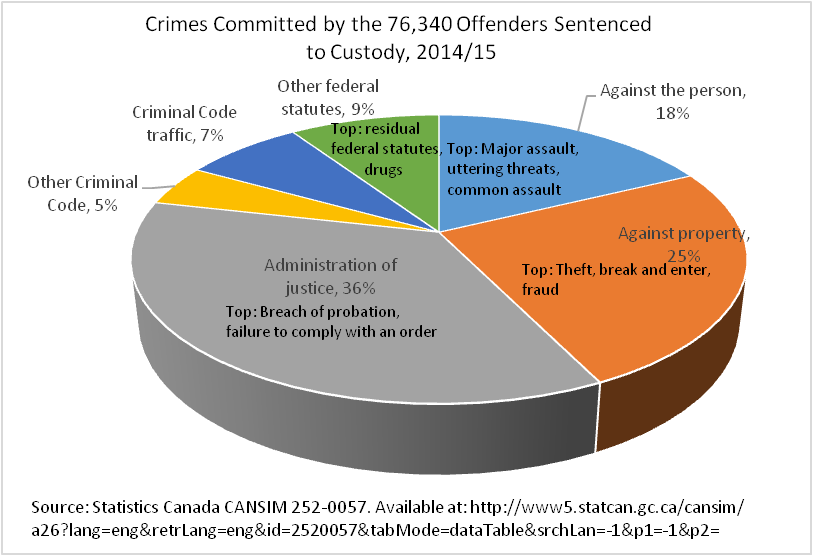 Crimes Committed by the 76,340 Offenders Sentenced
to Custody, 2014/15
Other federal
statutes, 9%
Against the person,
18%
Criminal Code
traffic, 7%
Top: residual
federal statutes,
drugs
Top: Major assault,
uttering threats,
common assault
Other Criminal
Code, 5%
Against property,
25%
Top: Theft, break and enter,
fraud
Administration of
justice, 36%
Top: Breach of probation,
failure to comply with an order
Source: Statistics Canada CANSIM 252-0057. Available at: http://www5.statcan.gc.ca/cansim/
a26?lang=eng&retrLang=eng&id=2520057&tabMode=dataTable&srchLan=-1&p1=-1&p2=